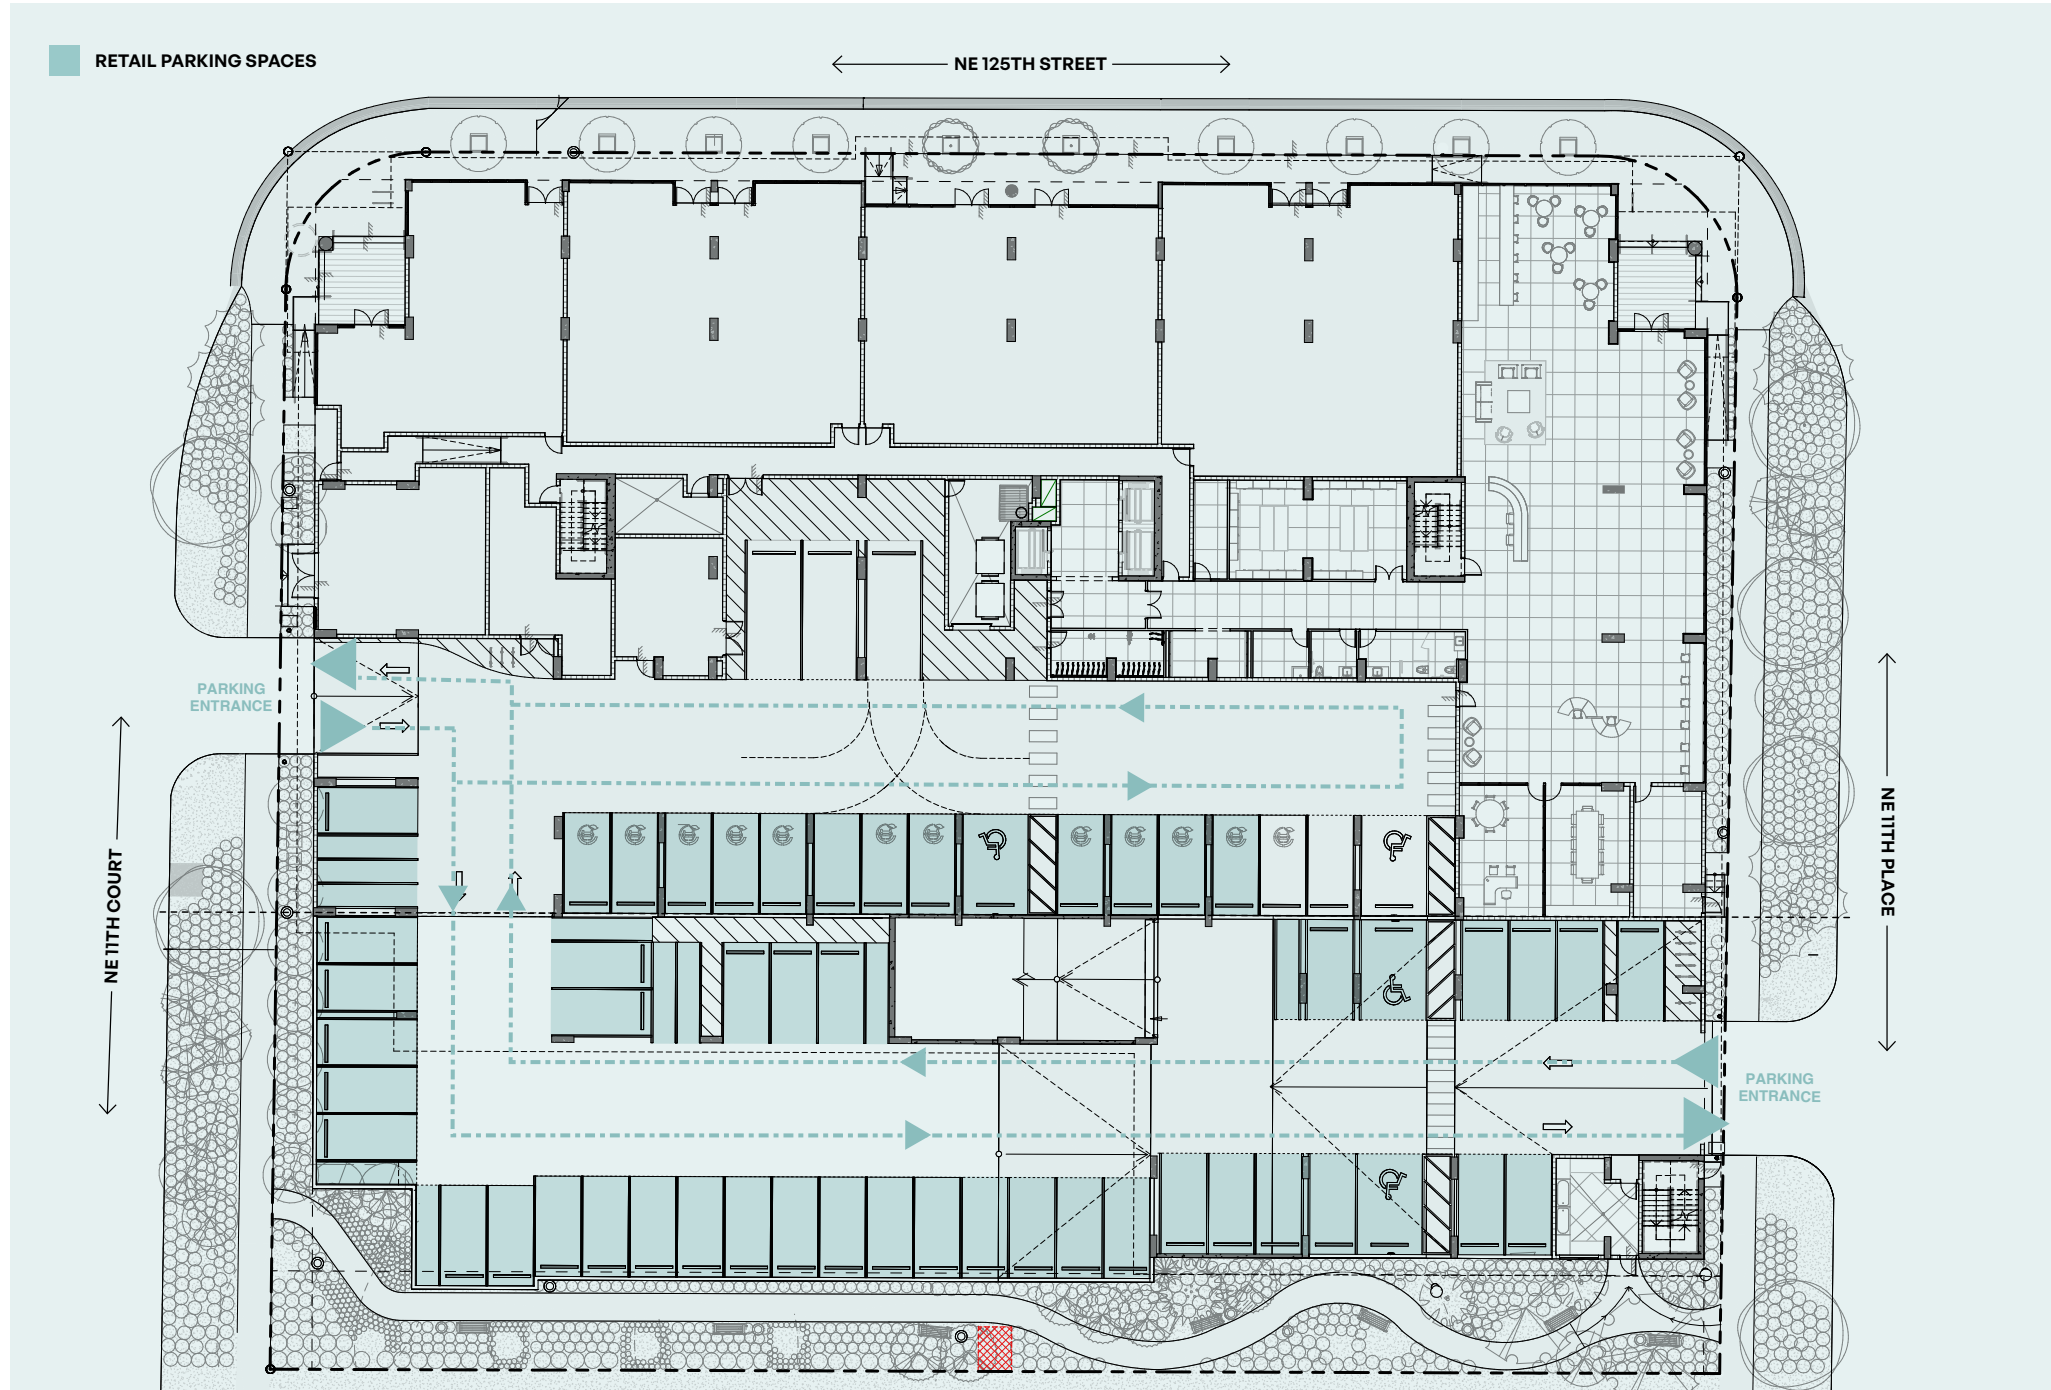 RETAIL PARKING SPACES
NE 125TH STREET
PARKING
ENTRANCE
NE 11TH COURT
NE 11TH PLACE
PARKING
ENTRANCE